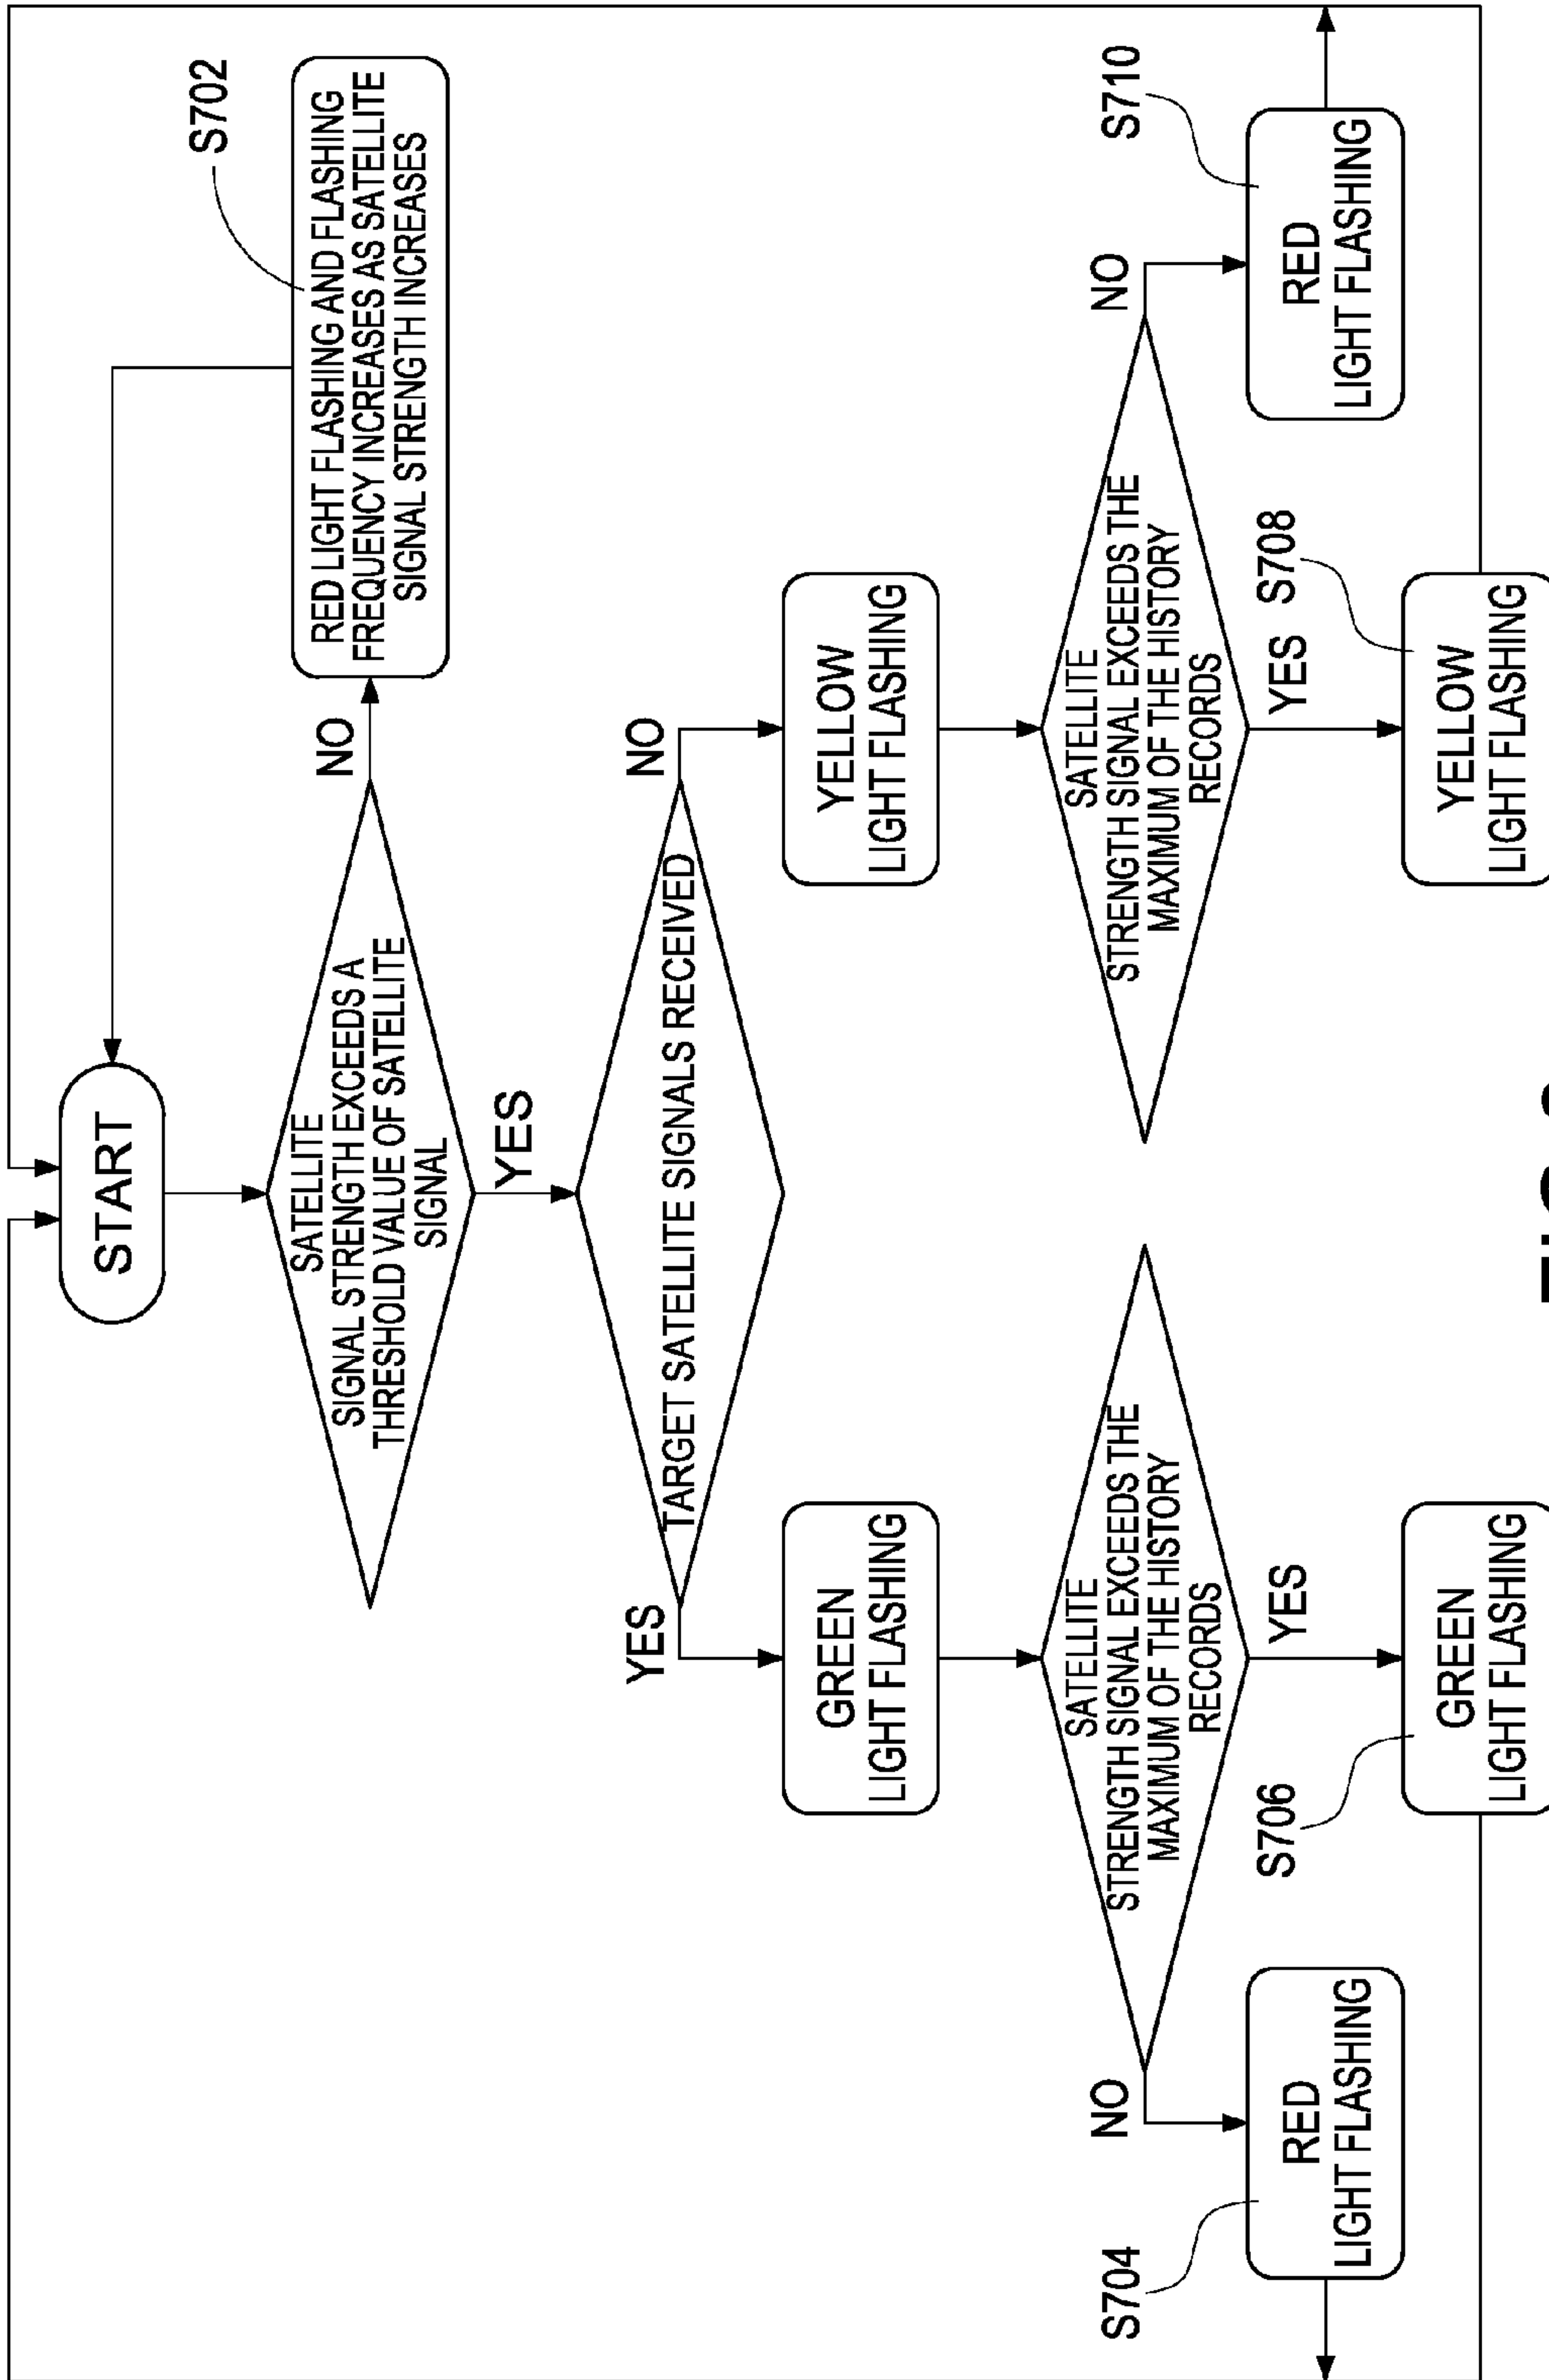 START
S702
SATELLITE
SIGNAL STRENGTH EXCEEDS A
THRESHOLD VALUE OF SATELLITE
SIGNAL
NO
RED LIGHT FLASHING AND FLASHING
FREQUENCY INCREASES AS SATELLITE
SIGNAL STRENGTH INCREASES
YES
YES
TARGET SATELLITE SIGNALS RECEIVED
NO
GREEN
LIGHT FLASHING
YELLOW
LIGHT FLASHING
S704
NO
SATELLITE
STRENGTH SIGNAL EXCEEDS THE
MAXIMUM OF THE HISTORY
RECORDS
SATELLITE
STRENGTH SIGNAL EXCEEDS THE
MAXIMUM OF THE HISTORY
RECORDS
NO
S710
RED
LIGHT FLASHING
S706
YES
YES
S708
RED
LIGHT FLASHING
GREEN
LIGHT FLASHING
YELLOW
LIGHT FLASHING